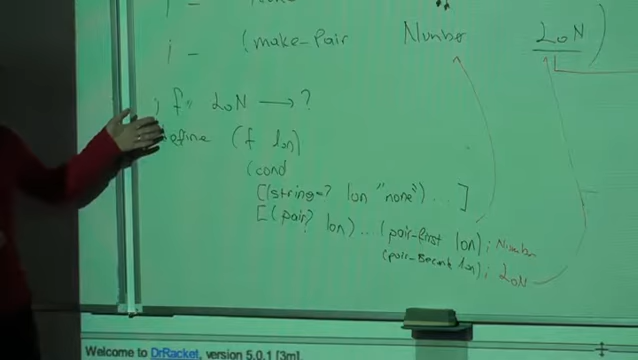 ; - (make-pair Number LoN)
; f: LoN → ?
define (f lon)
(cond
[(string=? lon "none") ... ]
[(pair? lon) .. (pair-first lon) ; Number
(pair-second lon) ; LoN
Welcome to DrRacket, version 5.0.1 [3m].